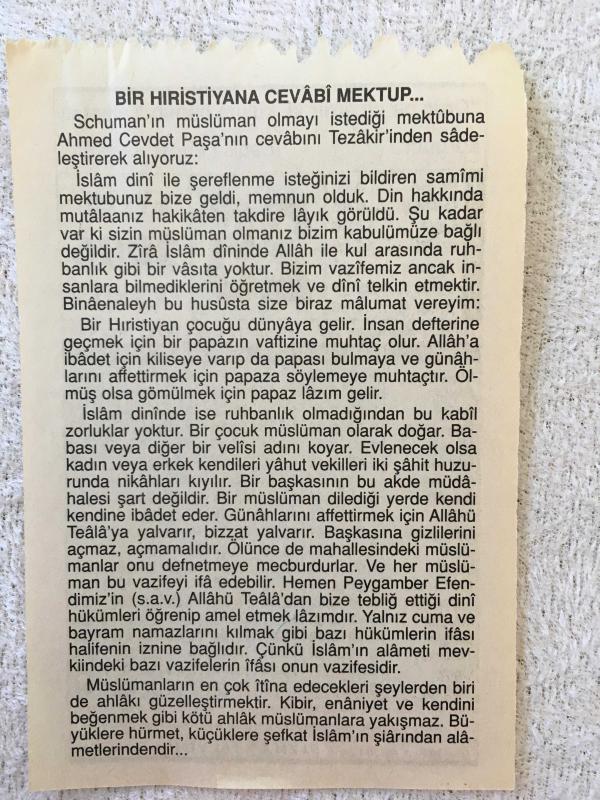 BİR HIRİSTİYANA CEVÂBÎ MEKTUP...
Schuman'ın müslüman olmayı istediği mektûbuna
Ahmed Cevdet Paşa'nın cevâbını Tezâkir'inden sâde-
leştirerek alıyoruz:
İslâm dinî ile şereflenme isteğinizi bildiren samîmi
mektubunuz bize geldi, memnun olduk. Din hakkında
mutâlaanız hakikâten takdire lâyık görüldü. Şu kadar
var ki sizin müslüman olmanız bizim kabulümüze bağlı
değildir. Zîrâ İslâm dîninde Allâh ile kul arasında ruh-
banlık gibi bir vâsıta yoktur. Bizim vazîfemiz ancak in-
sanlara bilmediklerini öğretmek ve dînî telkin etmektir.
Binâenaleyh bu husûsta size biraz mâlumat vereyim:
Bir Hıristiyan çocuğu dünyâya gelir. İnsan defterine
geçmek için bir papazın vaftizine muhtaç olur. Allâh'a
ibâdet için kiliseye varıp da papası bulmaya ve günâh-
larını affettirmek için papaza söylemeye muhtaçtır. Öl-
müş olsa gömülmek için papaz lâzım gelir.
İslâm dinînde ise ruhbanlık olmadığından bu kabîl
zorluklar yoktur. Bir çocuk müslüman olarak doğar. Ba-
bası veya diğer bir velîsi adını koyar. Evlenecek olsa
kadın veya erkek kendileri yâhut vekilleri iki şâhit huzu-
runda nikâhları kıyılır. Bir başkasının bu akde müdâ-
halesi şart değildir. Bir müslüman dilediği yerde kendi
kendine ibâdet eder. Günâhlarını affettirmek için Allâhü
Teâlâ'ya yalvarır, bizzat yalvarır. Başkasına gizlilerini
açmaz, açmamalıdır. Ölünce de mahallesindeki müslü-
manlar onu defnetmeye mecburdurlar. Ve her müslü-
man bu vazifeyi ifâ edebilir. Hemen Peygamber Efen-
dimiz'in (s.a.v.) Allâhü Teâlâ'dan bize tebliğ ettiği dinî
hükümleri öğrenip amel etmek lâzımdır. Yalnız cuma ve
bayram namazlarını kılmak gibi bazı hükümlerin ifâsı
halifenin iznine bağlıdır. Çünkü İslâm'ın alâmeti mev-
kiindeki bazı vazifelerin îfâsı onun vazifesidir.
Müslümanların en çok îtîna edecekleri şeylerden biri
de ahlâkı güzelleştirmektir. Kibir, enâniyet ve kendini
beğenmek gibi kötü ahlâk müslümanlara yakışmaz. Bü-
yüklere hürmet, küçüklere şefkat İslâm'ın şiârından alâ-
metlerindendir...